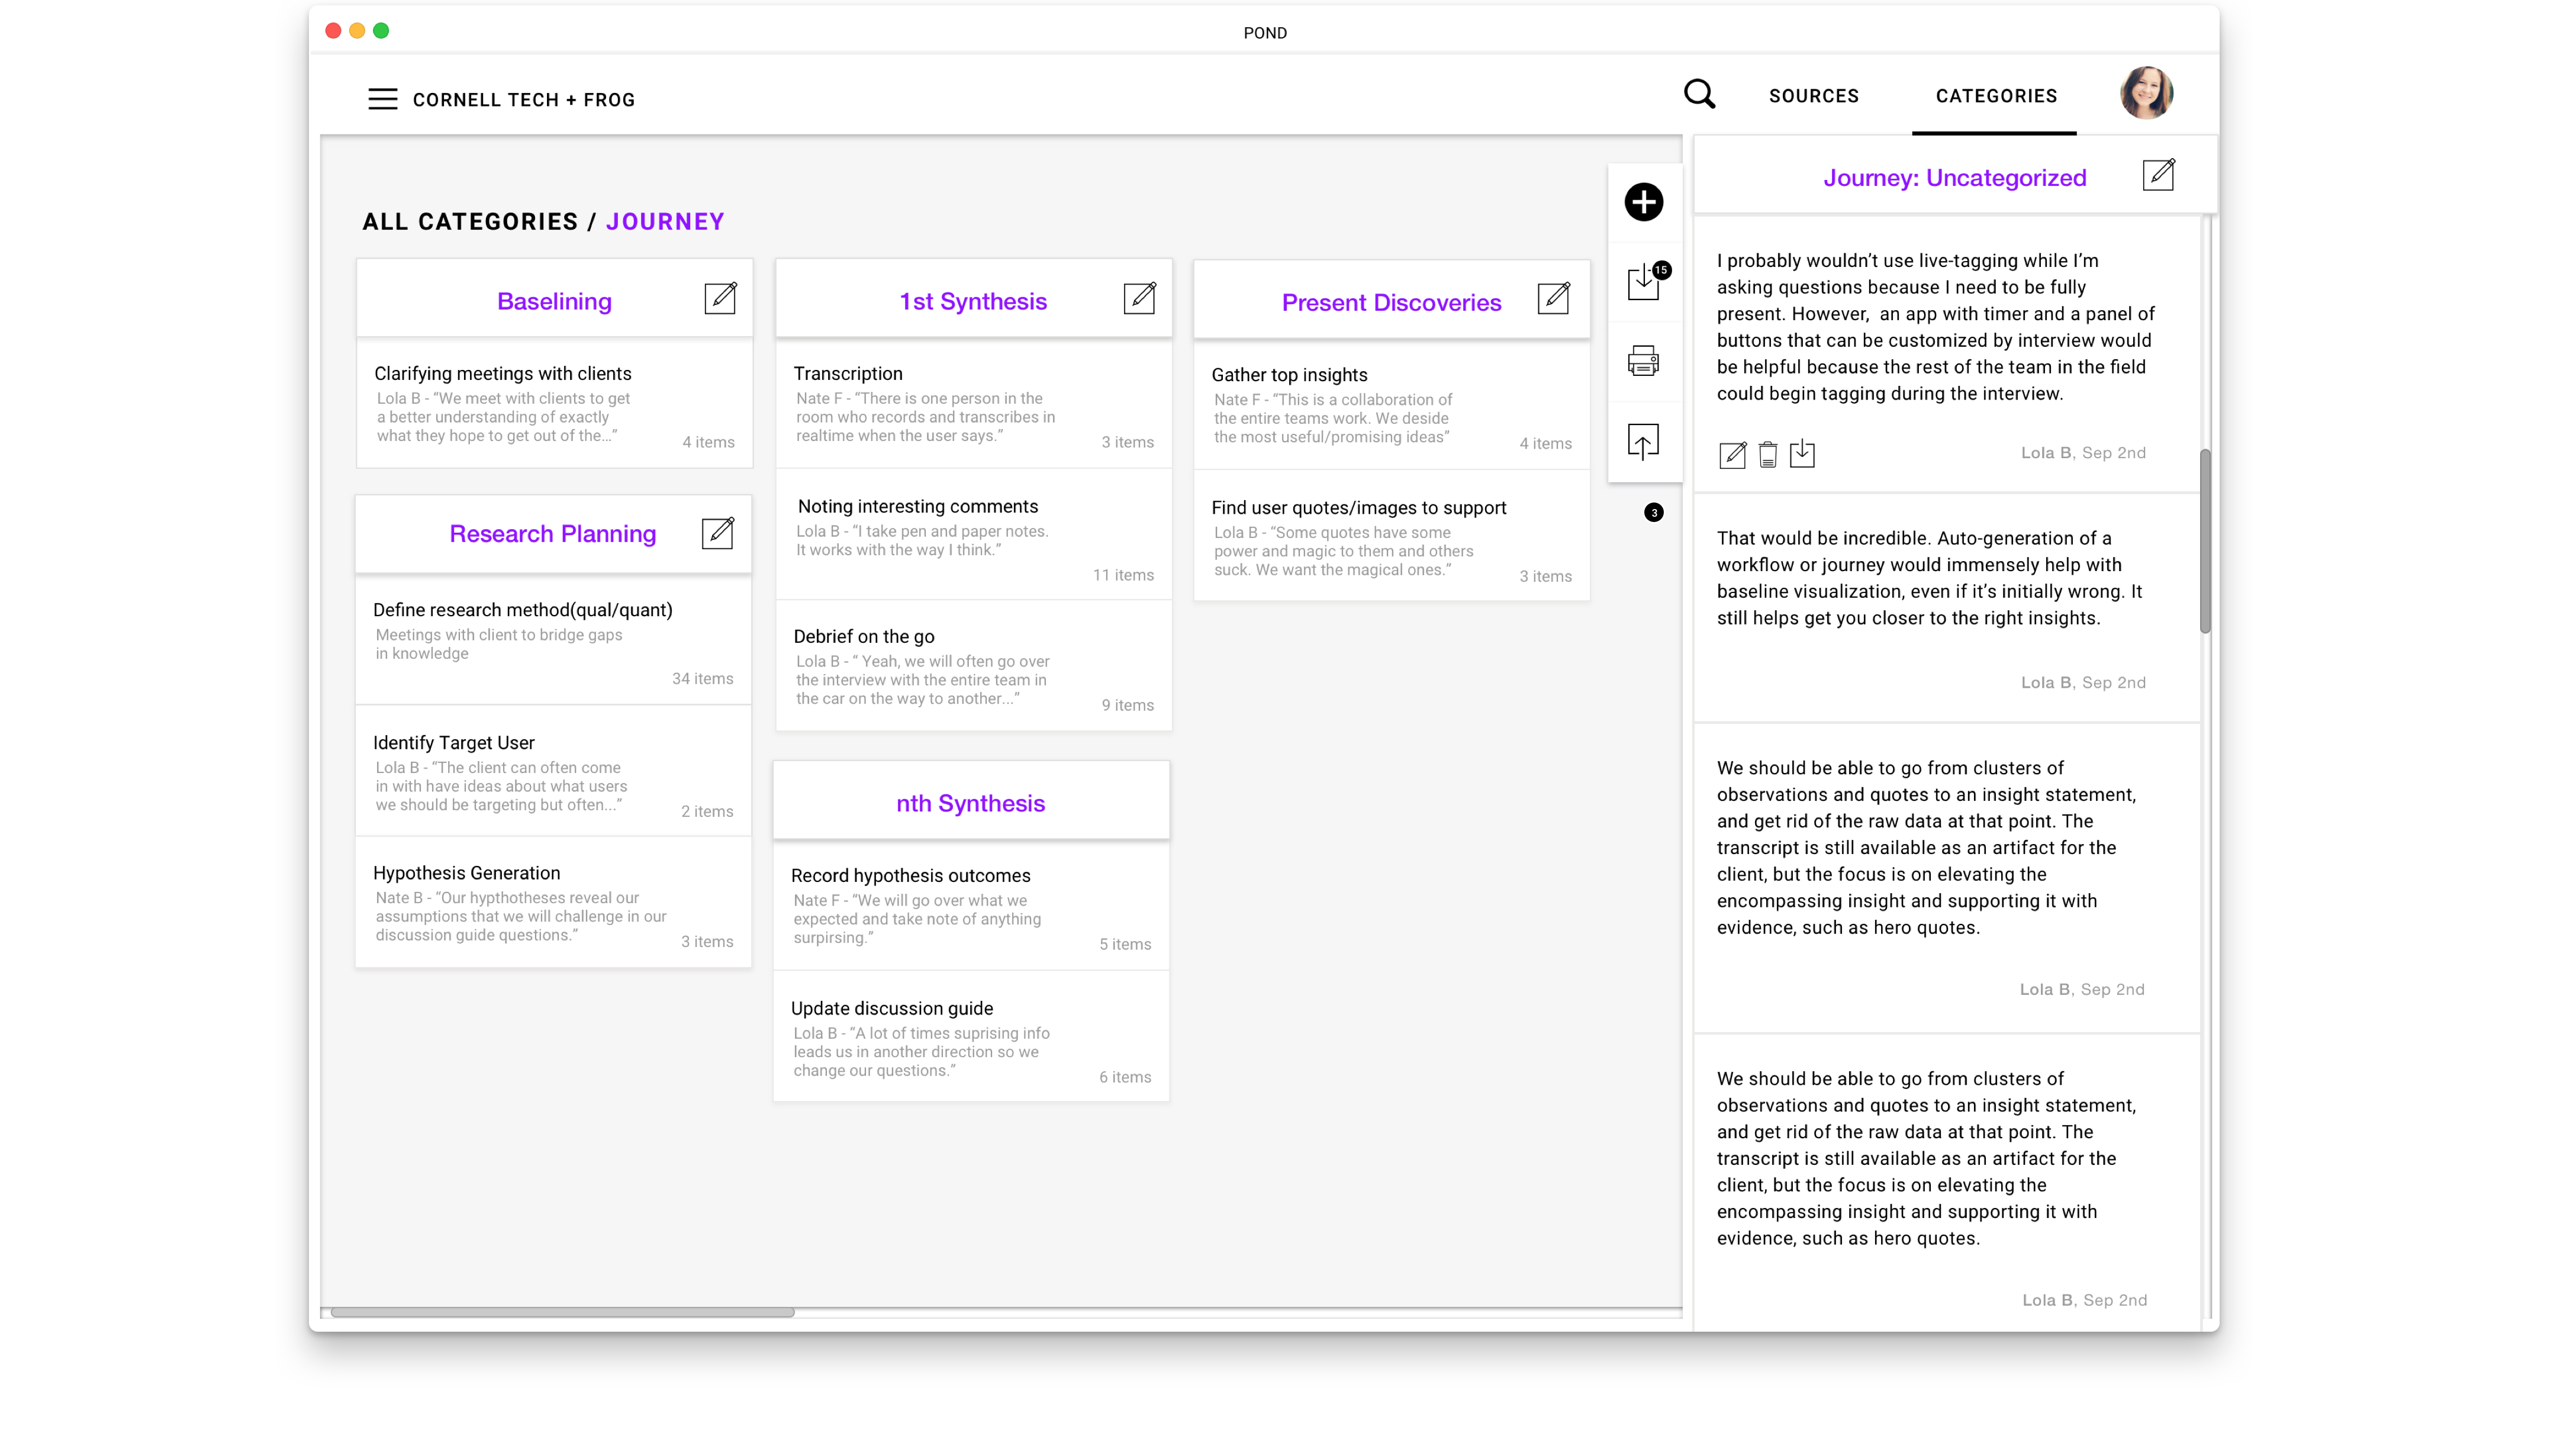 POND
CORNELL TECH + FROG
SOURCES
CATEGORIES
ALL CATEGORIES / JOURNEY
Baselining
Clarifying meetings with clients
Lola B - “We meet with clients to get
a better understanding of exactly
what they hope to get out of the...”
4 items
Research Planning
Define research method(qual/quant)
Meetings with client to bridge gaps
in knowledge
34 items
Identify Target User
Lola B - “The client can often come
in with have ideas about what users
we should be targeting but often...”
2 items
Hypothesis Generation
Nate B - “Our hypthotheses reveal our
assumptions that we will challenge in our
discussion guide questions.”
3 items
1st Synthesis
Transcription
Nate F - “There is one person in the
room who records and transcribes in
realtime when the user says.”
3 items
Noting interesting comments
Lola B - “I take pen and paper notes.
It works with the way I think.”
11 items
Debrief on the go
Lola B - “ Yeah, we will often go over
the interview with the entire team in
the car on the way to another...”
9 items
nth Synthesis
Record hypothesis outcomes
Nate F - “We will go over what we
expected and take note of anything
surpirsing.”
5 items
Update discussion guide
Lola B - “A lot of times suprising info
leads us in another direction so we
change our questions.”
6 items
Present Discoveries
Gather top insights
Nate F - “This is a collaboration of
the entire teams work. We deside
the most useful/promising ideas”
4 items
Find user quotes/images to support
Lola B - “Some quotes have some
power and magic to them and others
suck. We want the magical ones.”
3 items
15
3
Journey: Uncategorized
I probably wouldn’t use live-tagging while I’m
asking questions because I need to be fully
present. However,  an app with timer and a panel of
buttons that can be customized by interview would
be helpful because the rest of the team in the field
could begin tagging during the interview.
Lola B, Sep 2nd
That would be incredible. Auto-generation of a
workflow or journey would immensely help with
baseline visualization, even if it’s initially wrong. It
still helps get you closer to the right insights.
Lola B, Sep 2nd
We should be able to go from clusters of
observations and quotes to an insight statement,
and get rid of the raw data at that point. The
transcript is still available as an artifact for the
client, but the focus is on elevating the
encompassing insight and supporting it with
evidence, such as hero quotes.
Lola B, Sep 2nd
We should be able to go from clusters of
observations and quotes to an insight statement,
and get rid of the raw data at that point. The
transcript is still available as an artifact for the
client, but the focus is on elevating the
encompassing insight and supporting it with
evidence, such as hero quotes.
Lola B, Sep 2nd